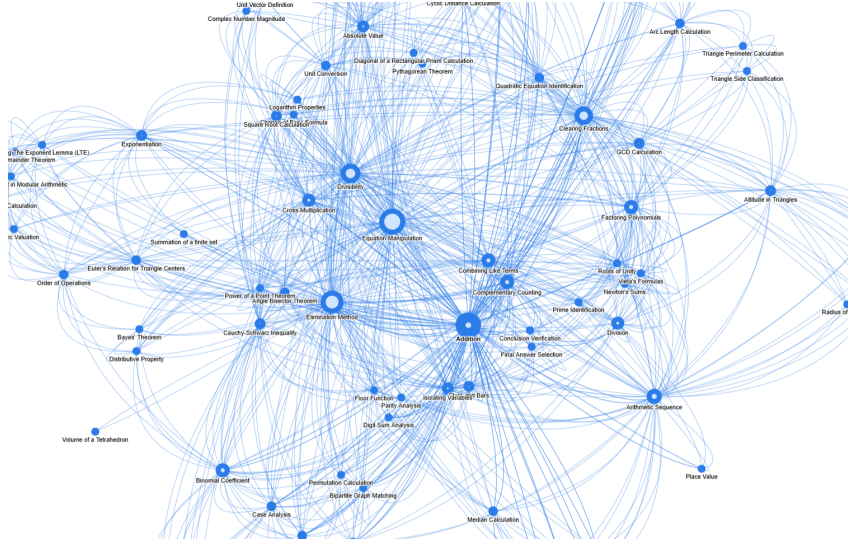 Unit Vector Definition
Cyclic Distance Calculation
Complex Number Magnitude
Absolute Value
Arc Length Calculation
Triangle Perimeter Calculation
Diagonal of a Rectangular Prism Calculation
Pythagorean Theorem
Unit Conversion
Triangle Side Classification
Quadratic Equation Identification
Logarithm Properties
Formula
Square Root Calculation
Clearing Fractions
Exponentiation
The Exponent Lemma (LTE)
Theorem
GCD Calculation
in Modular Arithmetic
Divisibility
Altitude in Triangles
Calculation
Cross-Multiplication
Factoring Polynomials
Valuation
Equation Manipulation
Summation of a finite set
Euler's Relation for Triangle Centers
Combining Like Terms
Roots of Unity
Order of Operations
Vieta's Formulas
Complementary Counting
Newton's Sums
Power of a Point Theorem
Angle Bisector Theorem
Prime Identification
Radius of
Elimination Method
Cauchy-Schwarz Inequality
Division
Bayes' Theorem
Addition
Conclusion Verification
Final Answer Selection
Distributive Property
Floor Function
Isolating Variables
Bars
Parity Analysis
Arithmetic Sequence
Digit Sum Analysis
Volume of a Tetrahedron
Place Value
Binomial Coefficient
Permutation Calculation
Bipartite Graph Matching
Case Analysis
Median Calculation